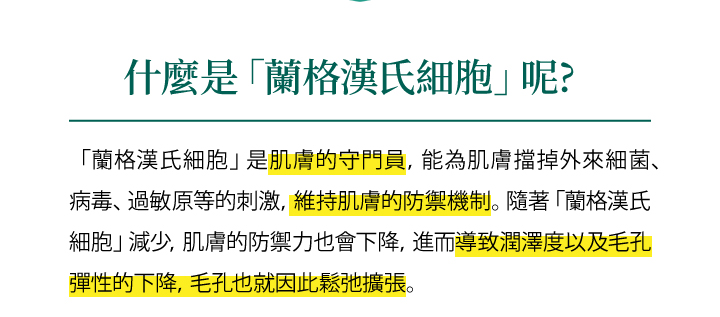 什麼是「蘭格漢氏細胞」呢?
「蘭格漢氏細胞」是肌膚的守門員, 能為肌膚擋掉外來細菌、
病毒、過敏原等的刺激, 維持肌膚的防禦機制。隨著「蘭格漢氏
細胞」減少, 肌膚的防禦力也會下降, 進而導致潤澤度以及毛孔
彈性的下降, 毛孔也就因此鬆弛擴張。